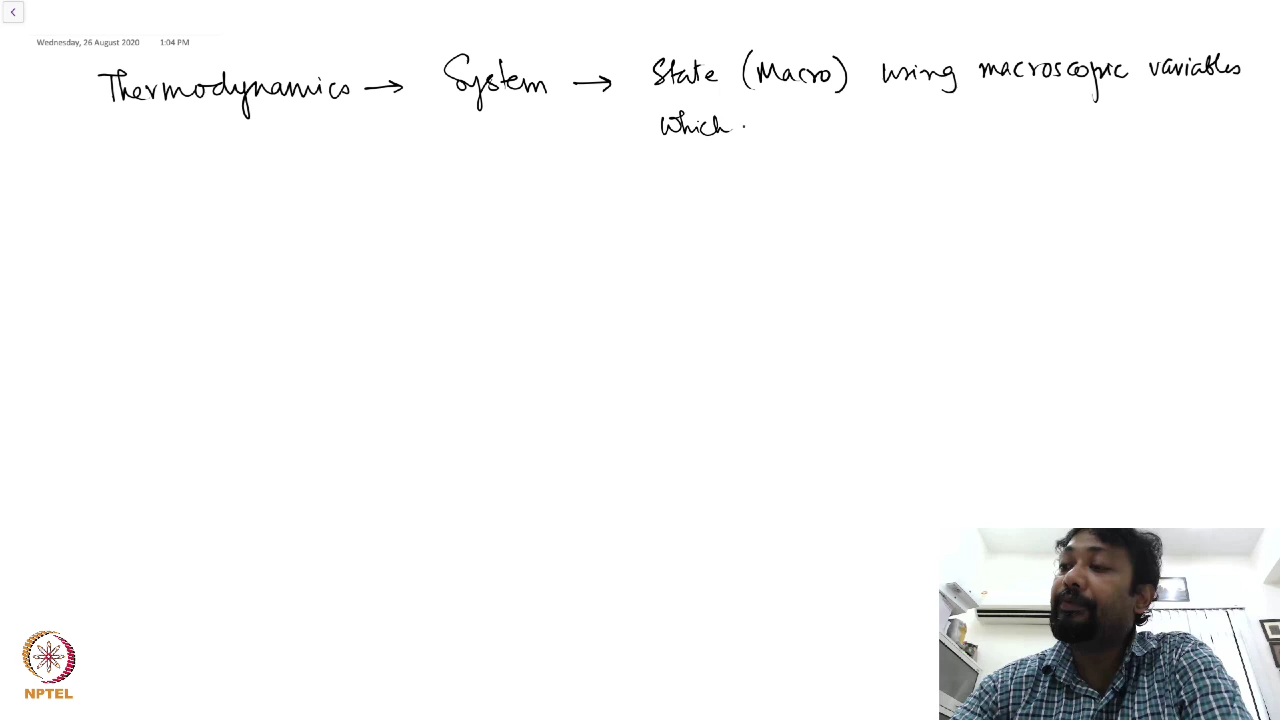 Wednesday, 26 August 2020 1:04 PM
Thermodynamics → System → State (Macro) using macroscopic variables
which .
NPTEL